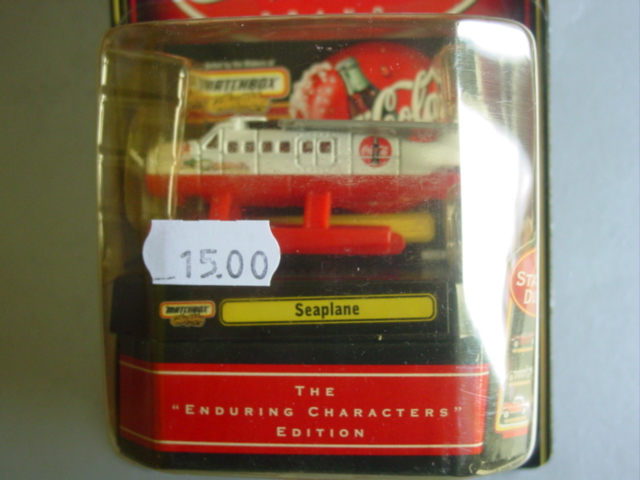 MATCHBOX
Coca-Cola
15.00
MATCHBOX
Seaplane
THE
"ENDURING CHARACTERS"
EDITION